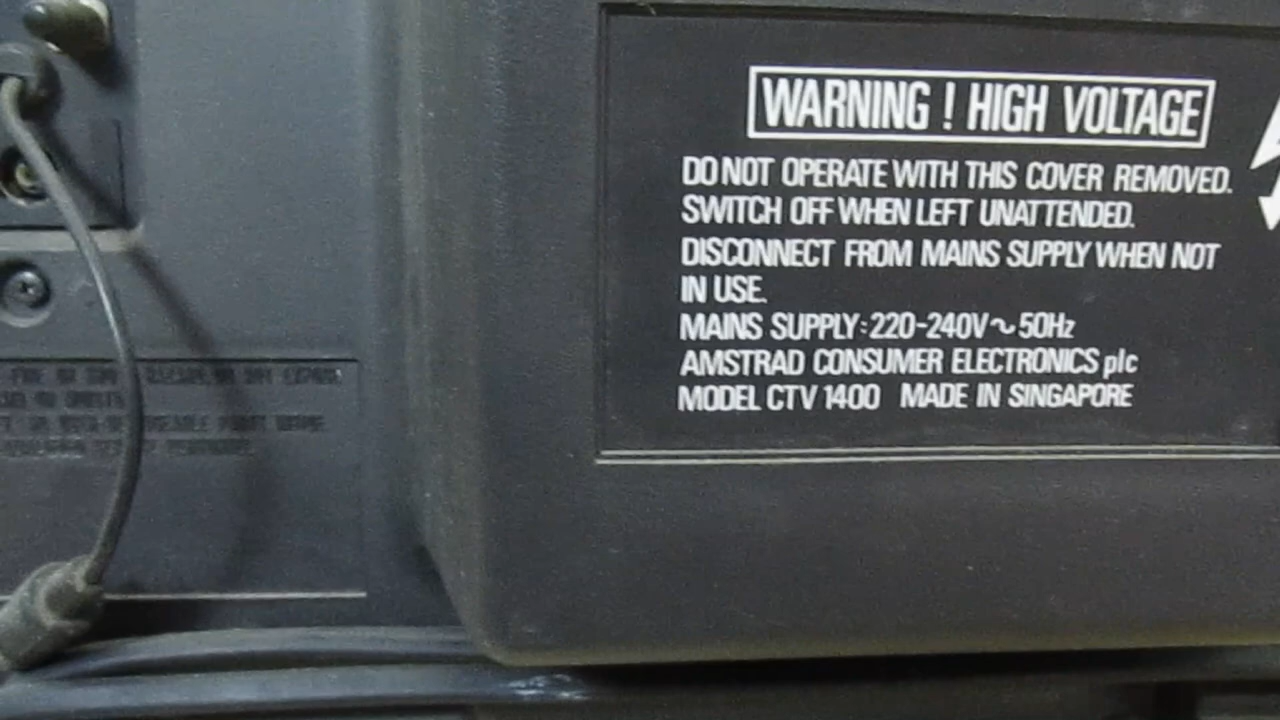 WARNING ! HIGH VOLTAGE
DO NOT OPERATE WITH THIS COVER REMOVED.
SWITCH OFF WHEN LEFT UNATTENDED.
DISCONNECT FROM MAINS SUPPLY WHEN NOT
IN USE.
MAINS SUPPLY: 220-240V~50Hz
AMSTRAD CONSUMER ELECTRONICS plc
MODEL CTV 1400 MADE IN SINGAPORE